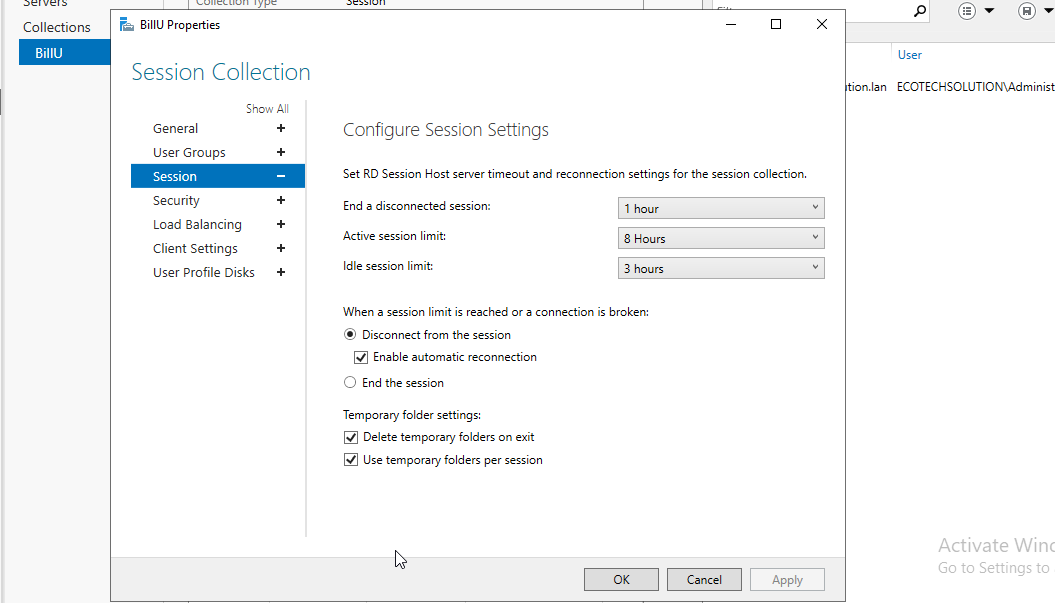 Servers
Collection Type
Session
Collections
BillU
BillU Properties
User
tion.lan
ECOTECHSOLUTION\Administ
Session Collection
Show All
General
User Groups
Session
Security
Load Balancing
Client Settings
User Profile Disks
Configure Session Settings
Set RD Session Host server timeout and reconnection settings for the session collection.
End a disconnected session:
1 hour
Active session limit:
8 Hours
Idle session limit:
3 hours
When a session limit is reached or a connection is broken:
Disconnect from the session
Enable automatic reconnection
End the session
Temporary folder settings:
Delete temporary folders on exit
Use temporary folders per session
OK
Cancel
Apply
Activate Wind
Go to Settings to